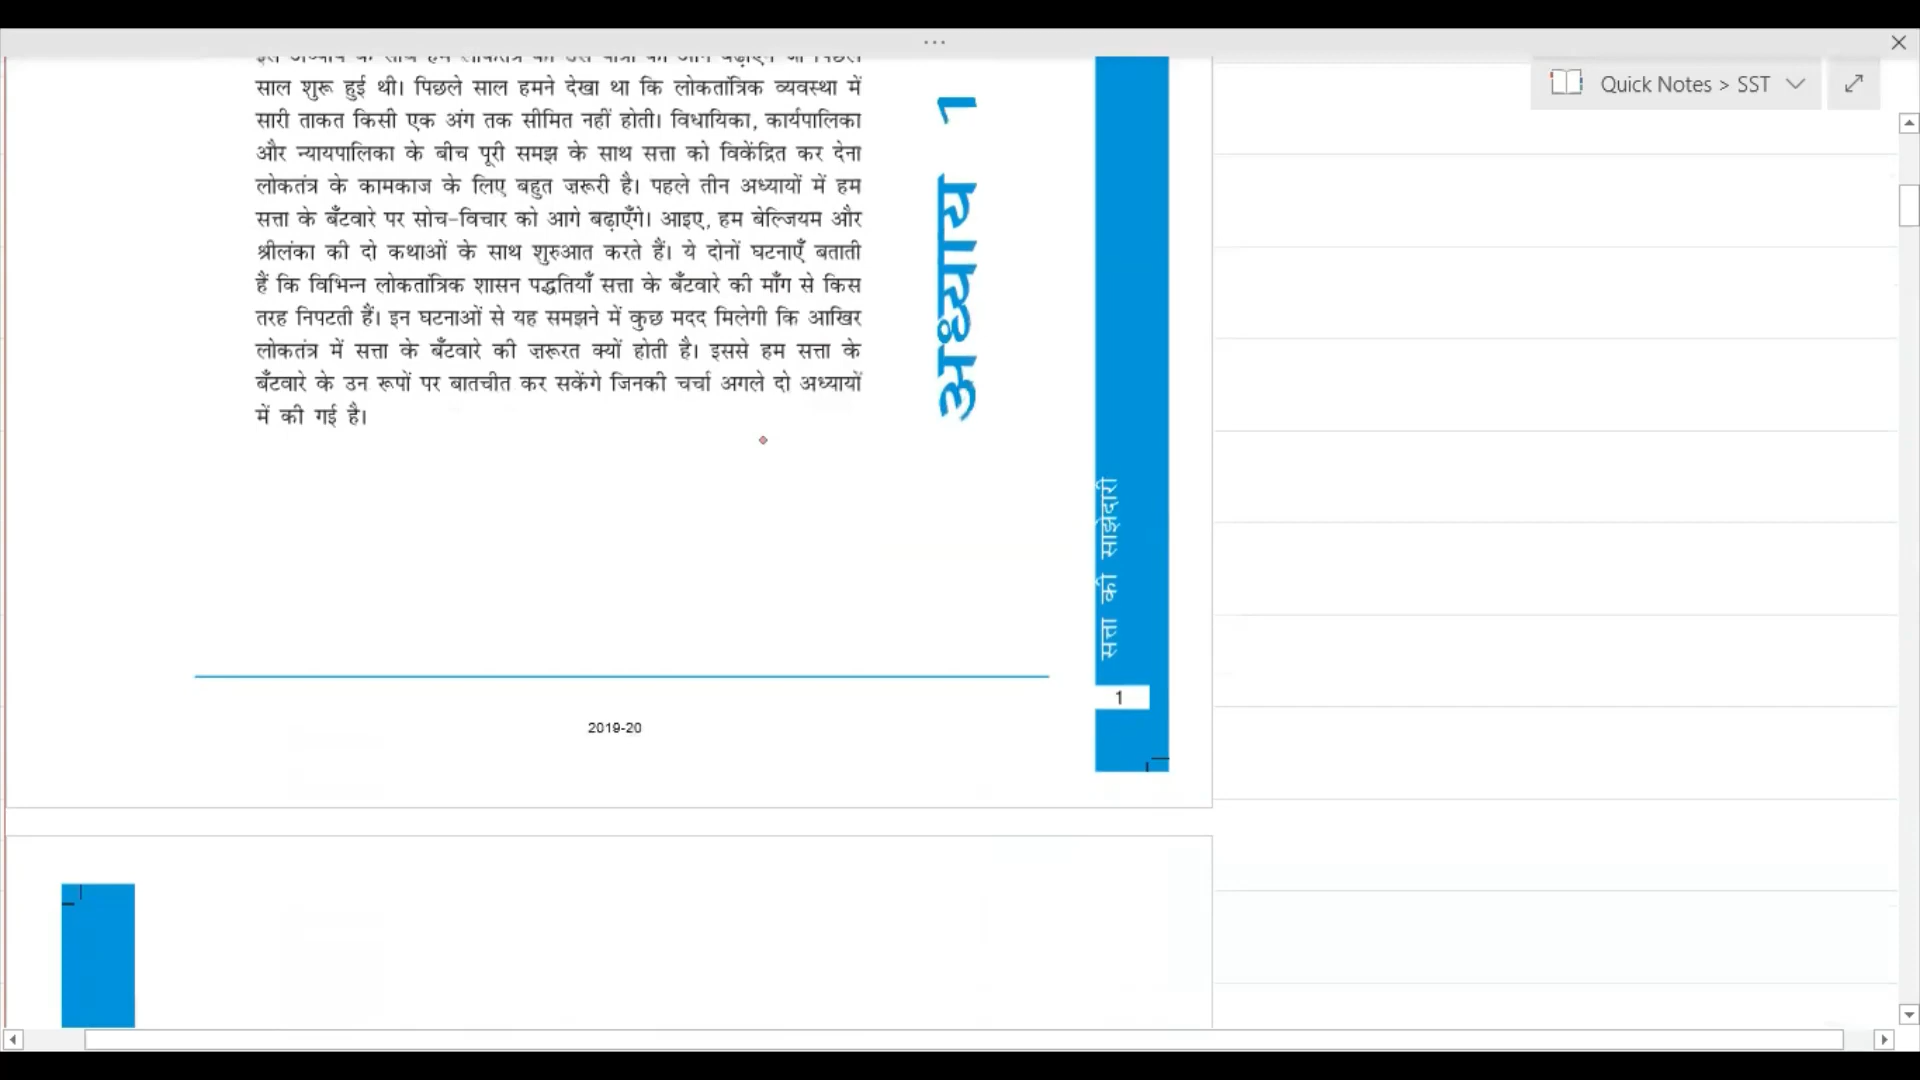 साल शुरू हुई थी। पिछले साल हमने देखा था कि लोकतांत्रिक व्यवस्था में
सारी ताकत किसी एक अंग तक सीमित नहीं होती। विधायिका, कार्यपालिका
और न्यायपालिका के बीच पूरी समझ के साथ सत्ता को विकेंद्रित कर देना
लोकतंत्र के कामकाज के लिए बहुत ज़रूरी है। पहले तीन अध्यायों में हम
सत्ता के बँटवारे पर सोच-विचार को आगे बढ़ाएँगे। आइए, हम बेल्जियम और
श्रीलंका की दो कथाओं के साथ शुरुआत करते हैं। ये दोनों घटनाएँ बताती
हैं कि विभिन्न लोकतांत्रिक शासन पद्धतियाँ सत्ता के बँटवारे की माँग से किस
तरह निपटती हैं। इन घटनाओं से यह समझने में कुछ मदद मिलेगी कि आखिर
लोकतंत्र में सत्ता के बँटवारे की ज़रूरत क्यों होती है। इससे हम सत्ता के
बँटवारे के उन रूपों पर बातचीत कर सकेंगे जिनकी चर्चा अगले दो अध्यायों
में की गई है।
अध्याय 1
सत्ता की साझेदारी
1
2019-20
Quick Notes > SST